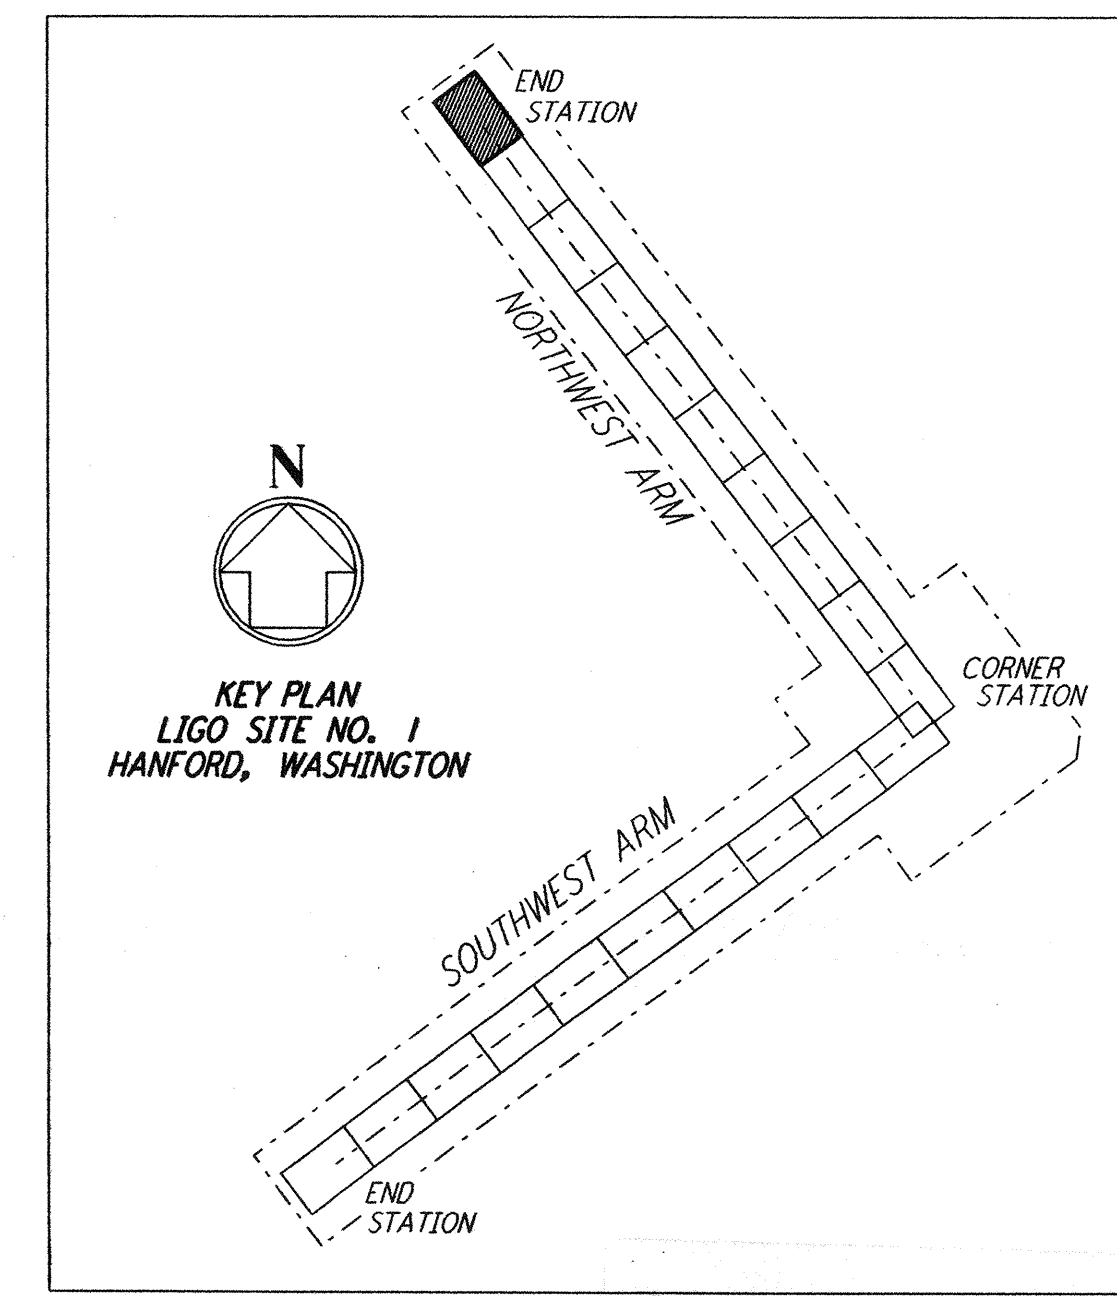 END
STATION
NORTHWEST ARM
N
KEY PLAN
LIGO SITE NO. 1
HANFORD, WASHINGTON
CORNER
STATION
SOUTHWEST ARM
END
STATION